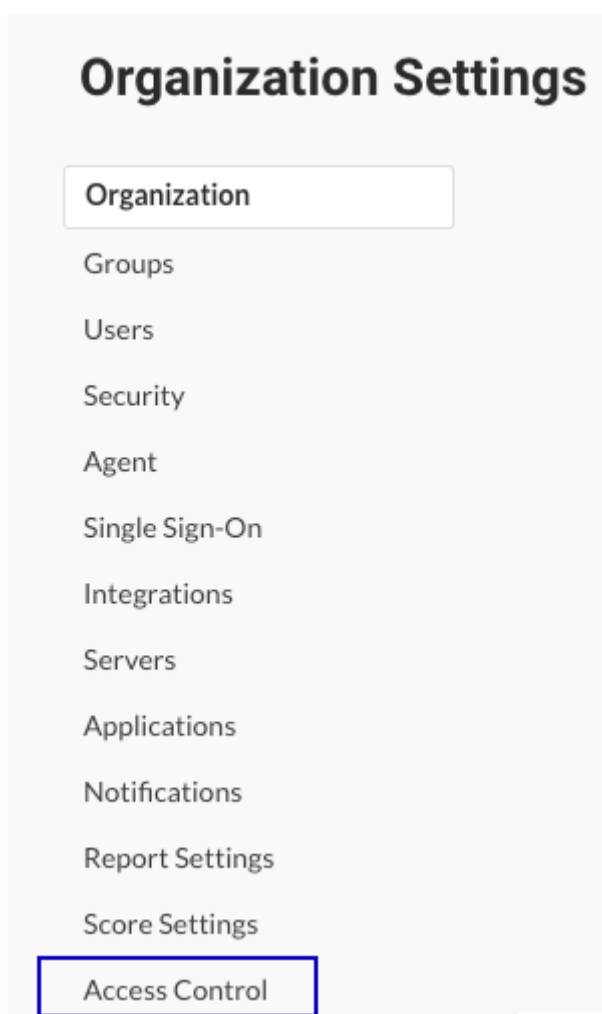 Organization Settings
Organization
Groups
Users
Security
Agent
Single Sign-On
Integrations
Servers
Applications
Notifications
Report Settings
Score Settings
Access Control